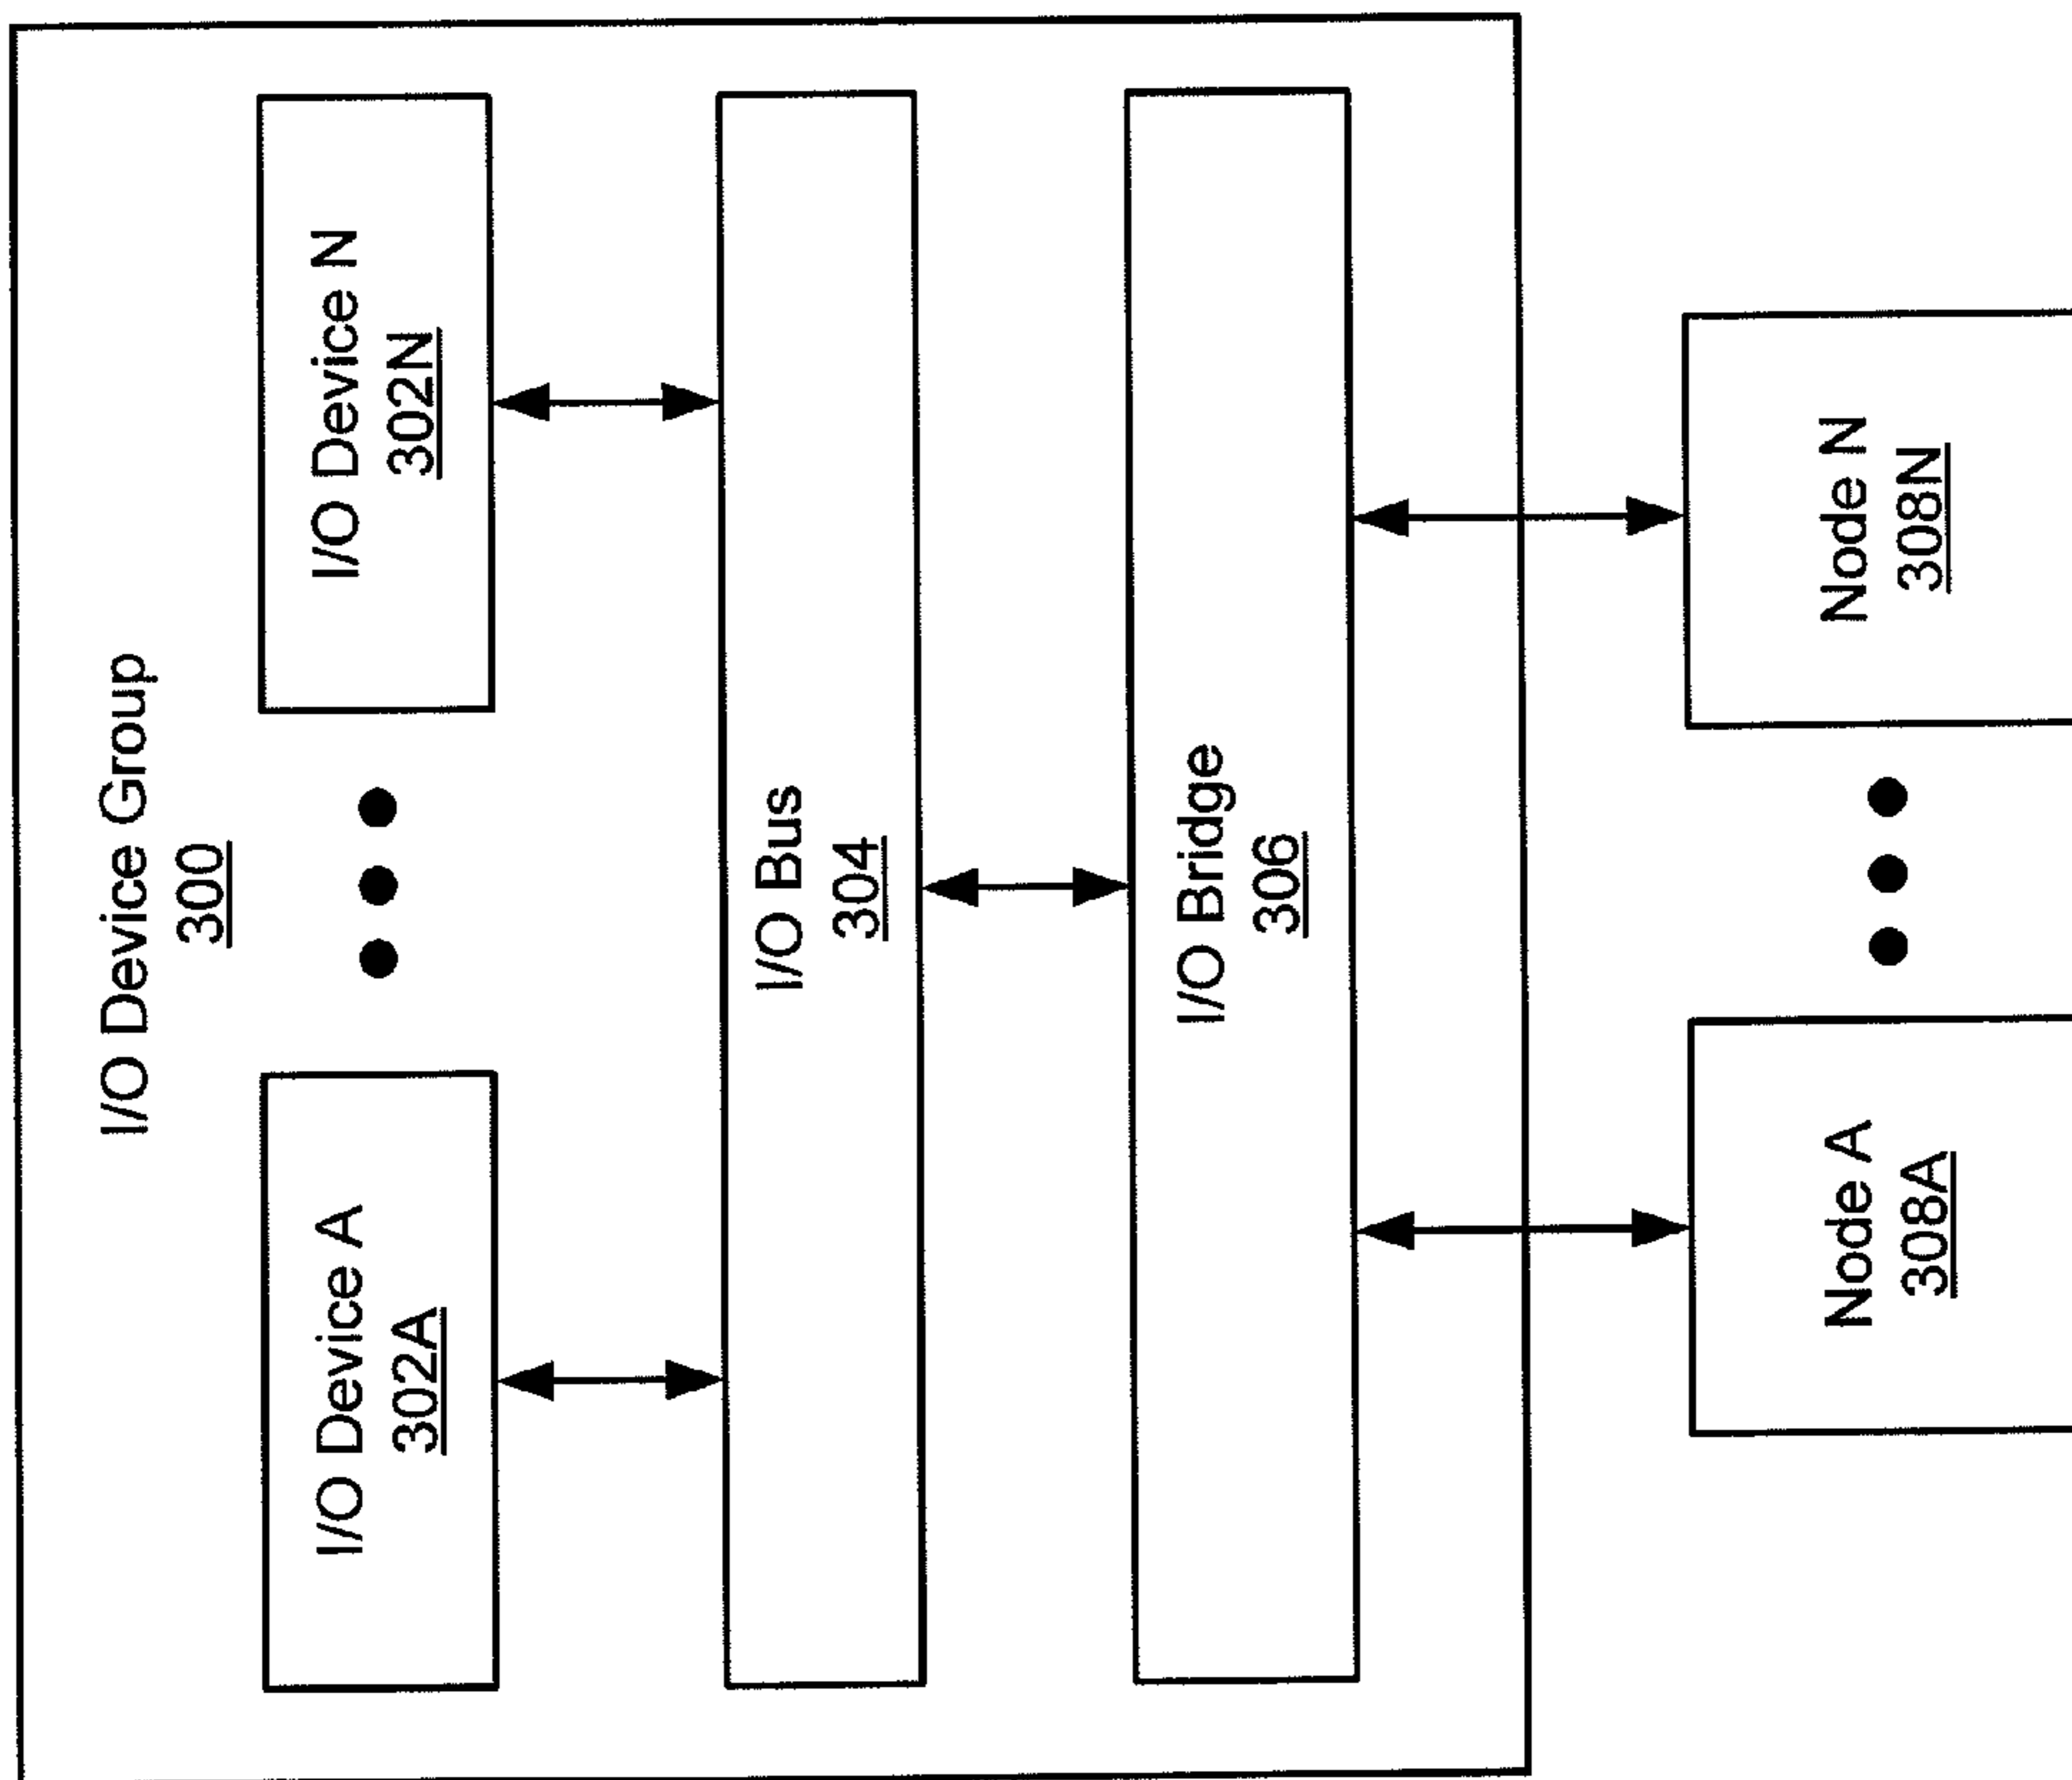 I/O Device Group
300
I/O Device A
302A
I/O Device N
302N
I/O Bus
304
I/O Bridge
306
Node A
308A
Node N
308N